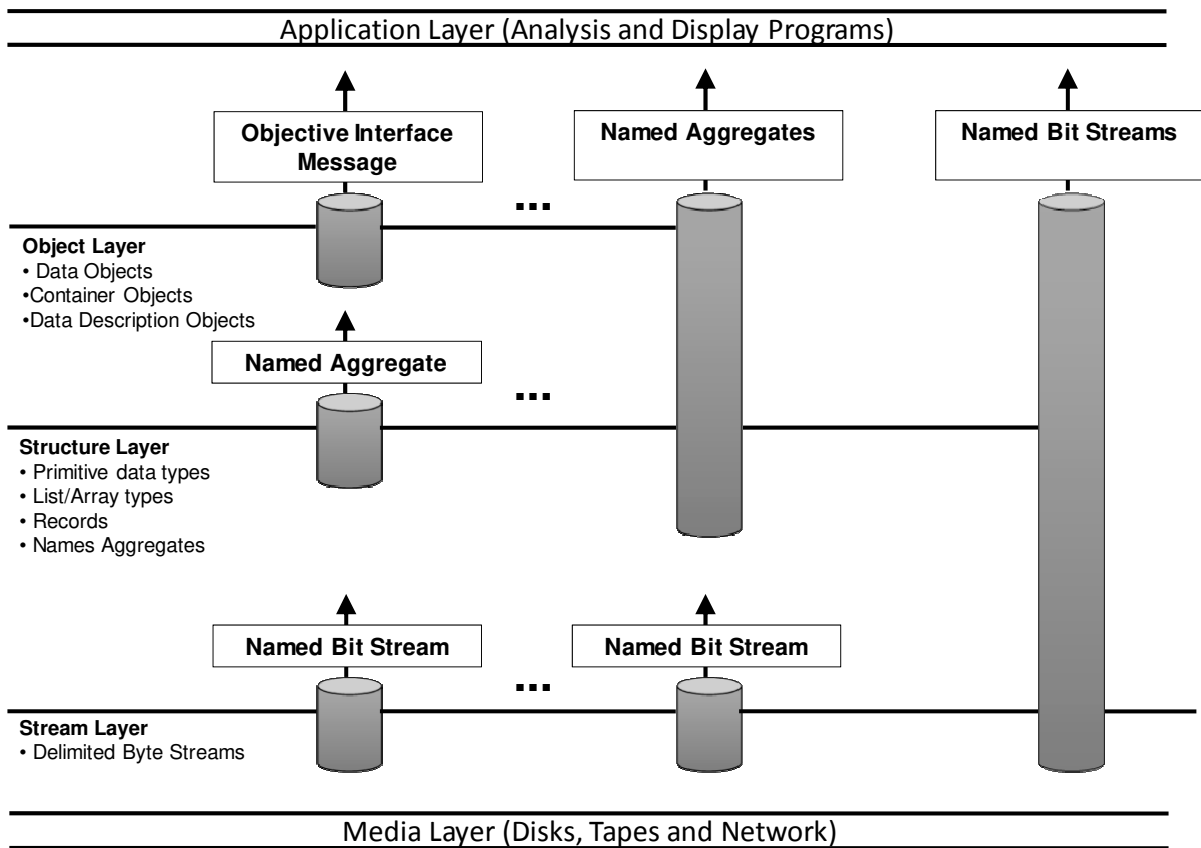 Application Layer (Analysis and Display Programs)
Objective Interface
Message
Named Aggregates
Named Bit Streams
...
Object Layer
• Data Objects
•Container Objects
•Data Description Objects
Named Aggregate
...
Structure Layer
• Primitive data types
• List/Array types
• Records
• Names Aggregates
Named Bit Stream
Named Bit Stream
...
Stream Layer
• Delimited Byte Streams
Media Layer (Disks, Tapes and Network)